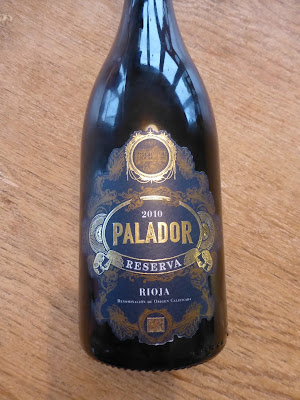 2010
PALADOR
RESERVA
RIOJA
DENOMINACIÓN DE ORIGEN CALIFICADA